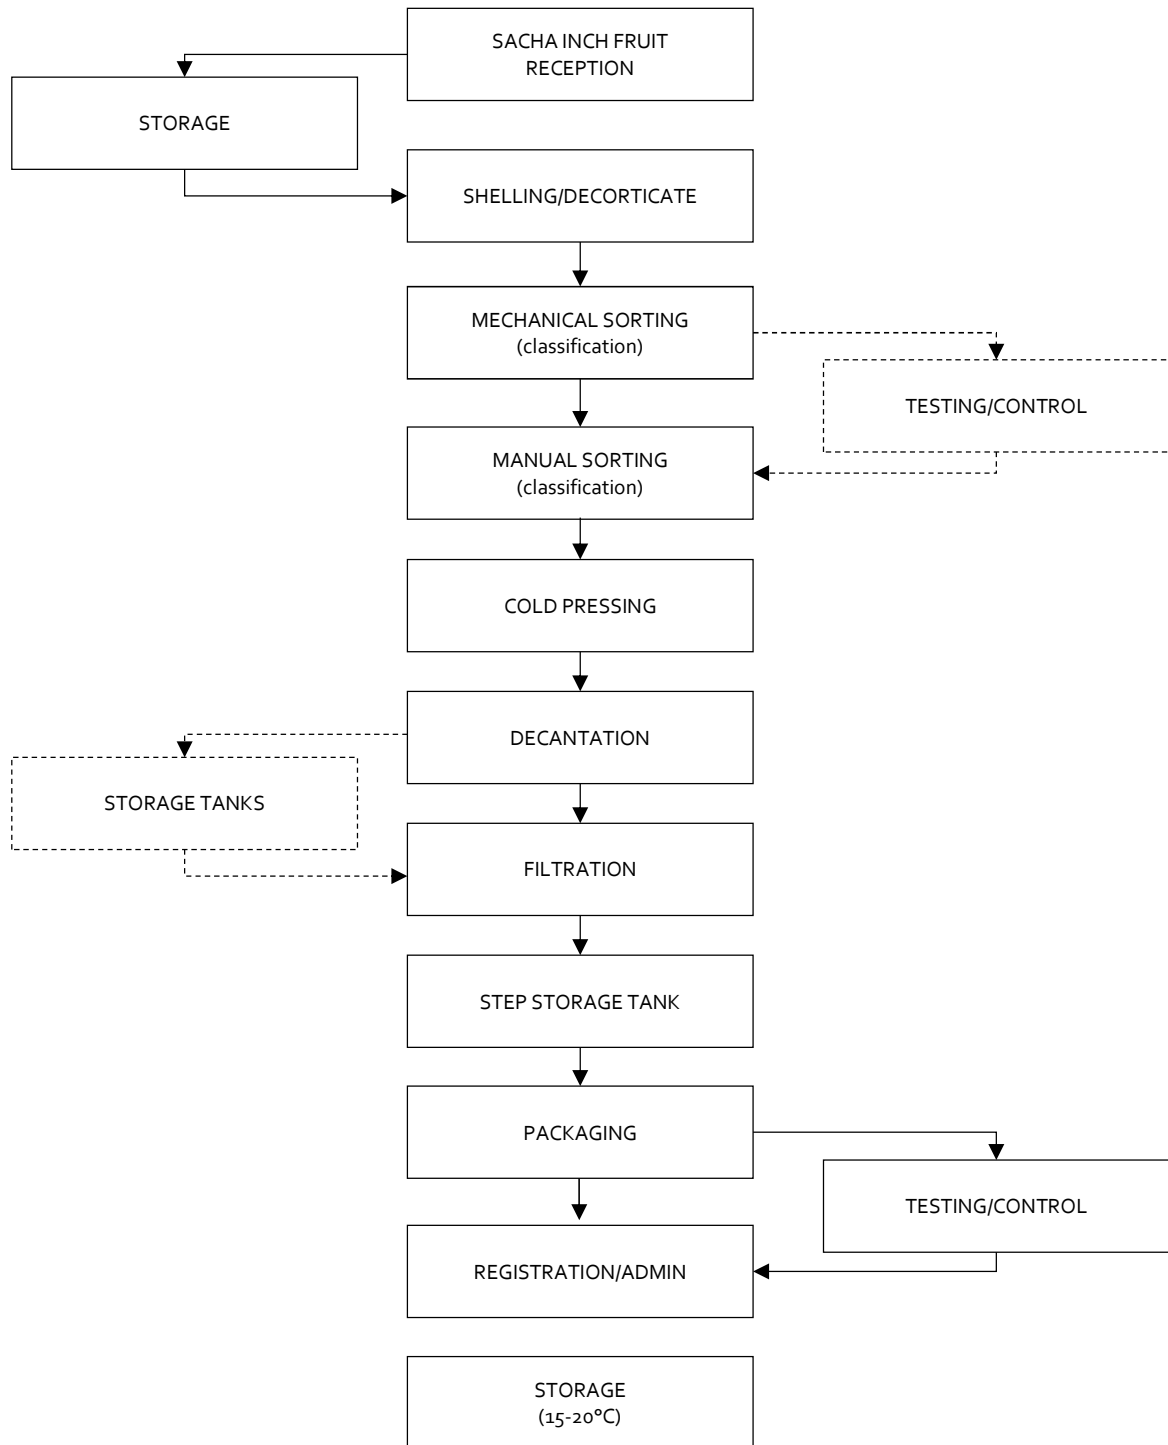 SACHA INCH FRUIT
RECEPTION
STORAGE
SHELLING/DECORTICATE
MECHANICAL SORTING
(classification)
TESTING/CONTROL
MANUAL SORTING
(classification)
COLD PRESSING
DECANTATION
STORAGE TANKS
FILTRATION
STEP STORAGE TANK
PACKAGING
TESTING/CONTROL
REGISTRATION/ADMIN
STORAGE
(15-20°C)